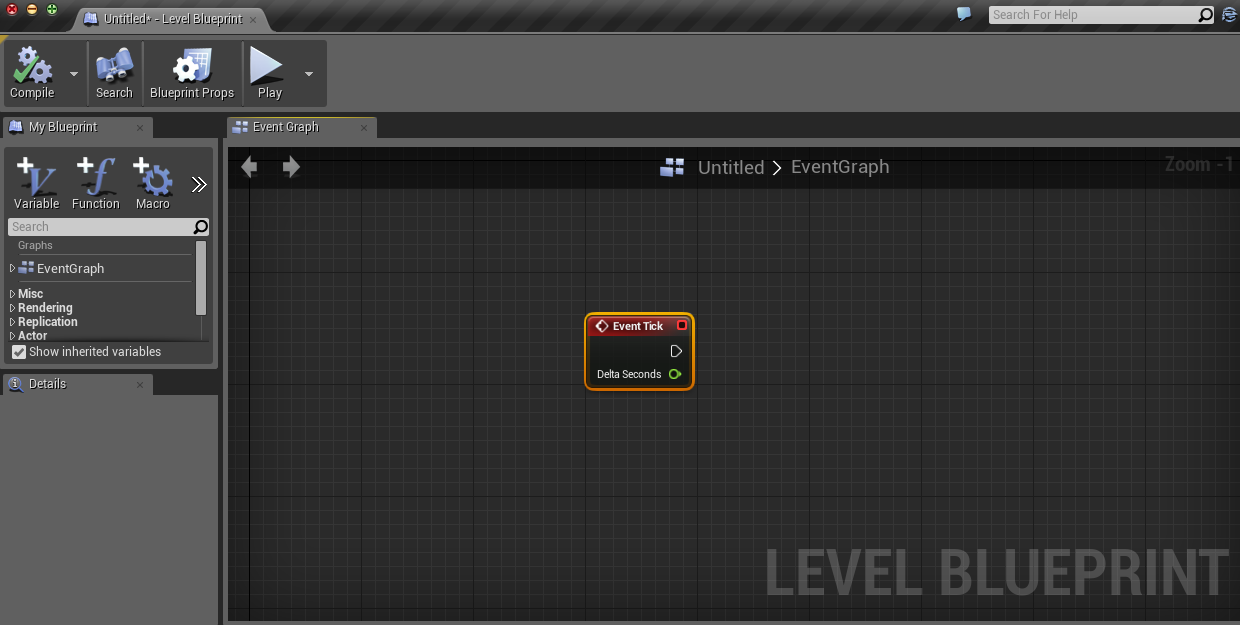 Untitled* - Level Blueprint
Search For Help
Compile
Search
Blueprint Props
Play
My Blueprint
Event Graph
Variable
Function
Macro
Untitled > EventGraph
Zoom -1
Search
Graphs
EventGraph
Misc
Rendering
Replication
Actor
Show inherited variables
Details
Event Tick
Delta Seconds
LEVEL BLUEPRINT